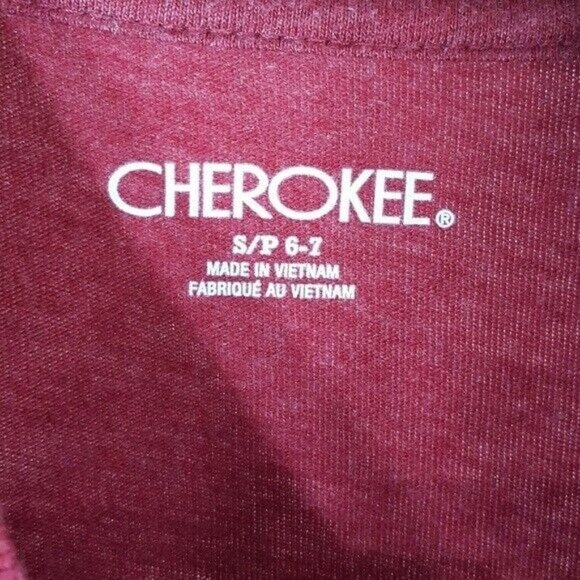 CHEROKEE®
S/P 6-7
MADE IN VIETNAM
FABRIQUÉ AU VIETNAM